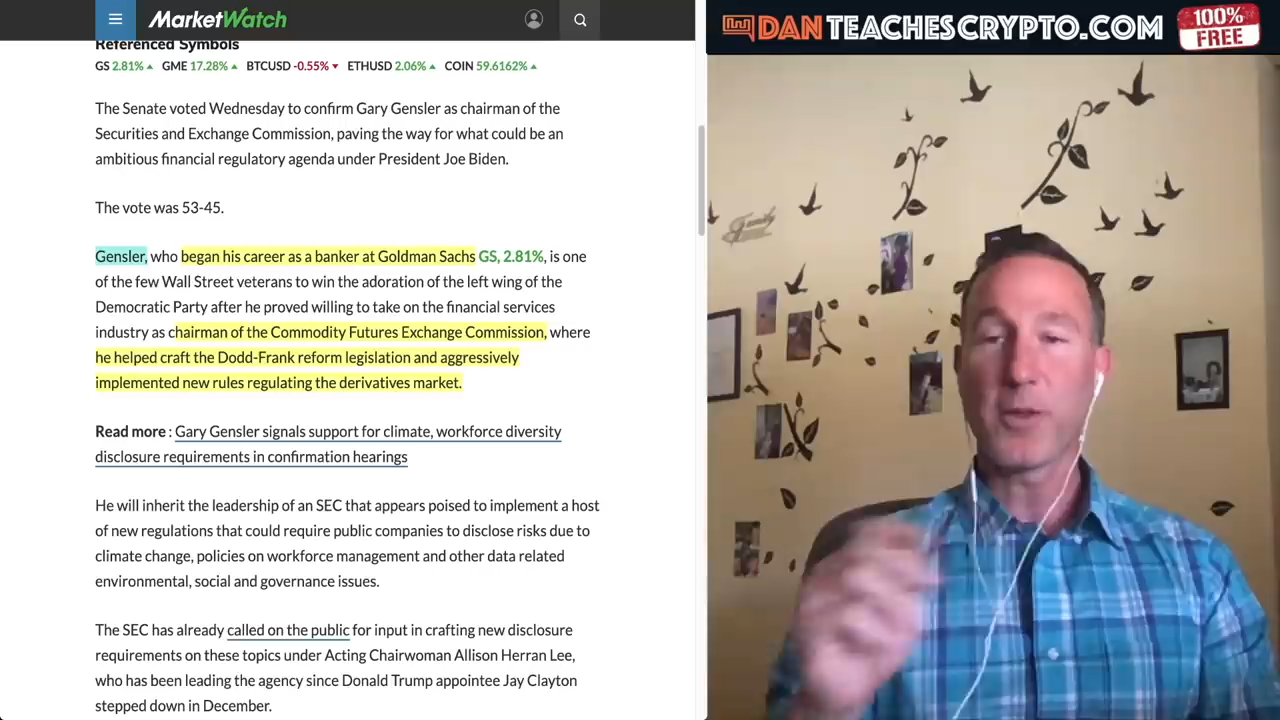 MarketWatch
Referenced Symbols
GS 2.81% GME 17.28% BTCUSD -0.55% ETHUSD 2.06% COIN 59.6162%
The Senate voted Wednesday to confirm Gary Gensler as chairman of the
Securities and Exchange Commission, paving the way for what could be an
ambitious financial regulatory agenda under President Joe Biden.
The vote was 53-45.
Gensler, who began his career as a banker at Goldman Sachs GS, 2.81%, is one
of the few Wall Street veterans to win the adoration of the left wing of the
Democratic Party after he proved willing to take on the financial services
industry as chairman of the Commodity Futures Exchange Commission, where
he helped craft the Dodd-Frank reform legislation and aggressively
implemented new rules regulating the derivatives market.
Read more : Gary Gensler signals support for climate, workforce diversity
disclosure requirements in confirmation hearings
He will inherit the leadership of an SEC that appears poised to implement a host
of new regulations that could require public companies to disclose risks due to
climate change, policies on workforce management and other data related
environmental, social and governance issues.
The SEC has already called on the public for input in crafting new disclosure
requirements on these topics under Acting Chairwoman Allison Herran Lee,
who has been leading the agency since Donald Trump appointee Jay Clayton
stepped down in December.
DANTEACHESCRYPTO.COM
100%
FREE
Family